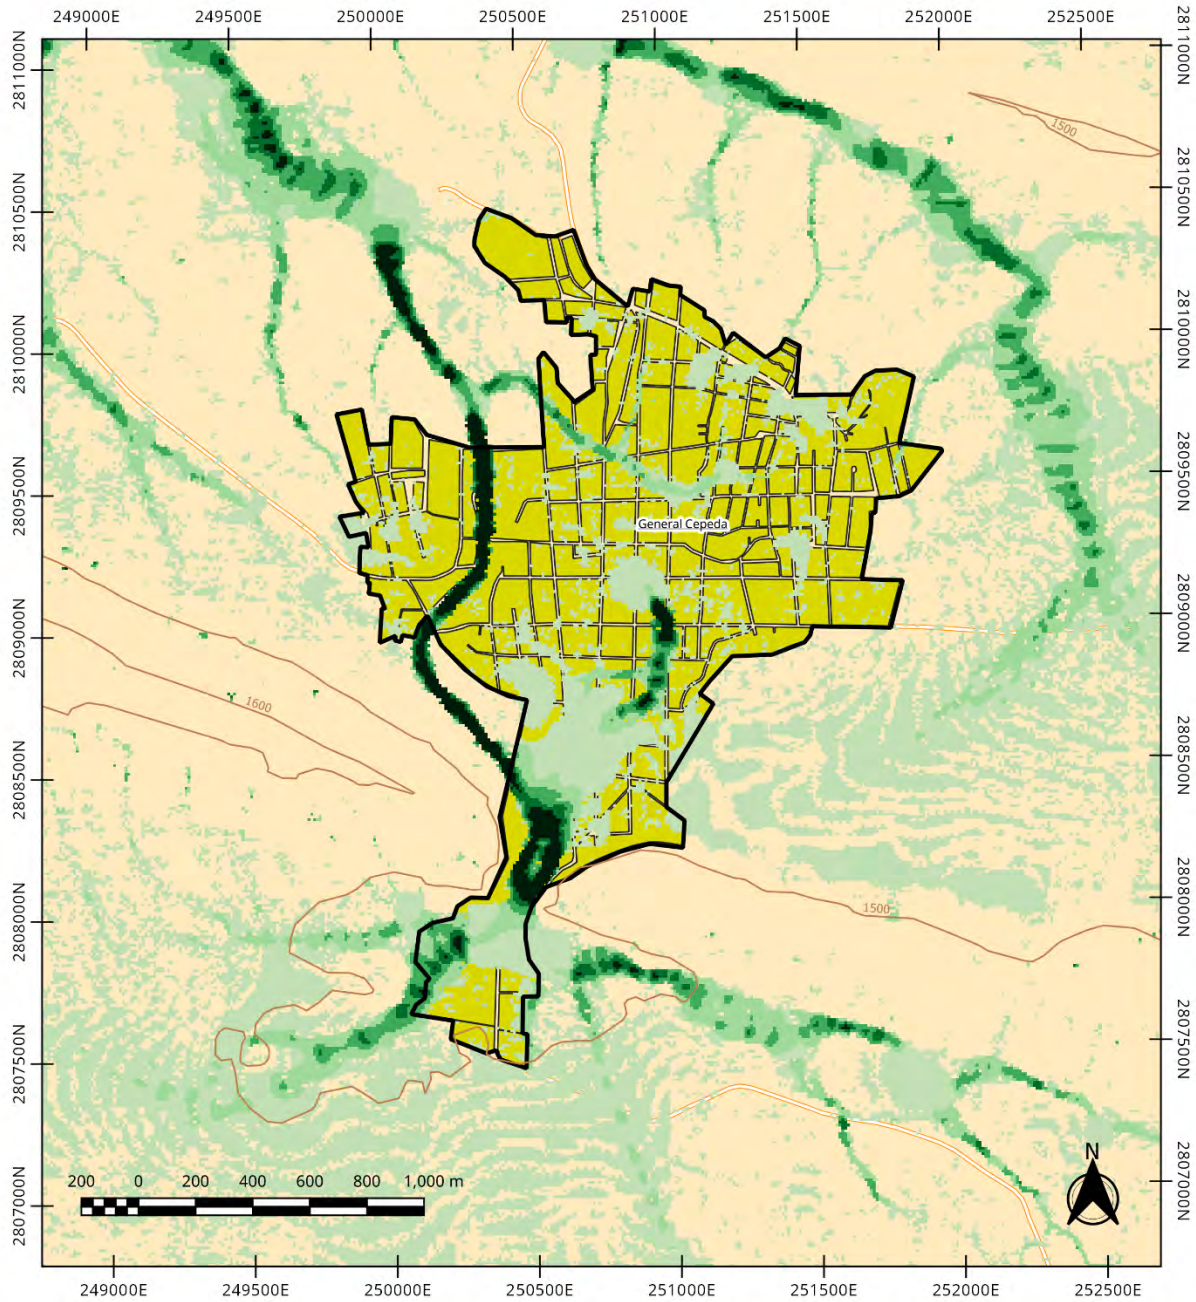 249000E 249500E 250000E 250500E 251000E 251500E 252000E 252500E
2811000N
2811000N
1500
2810500N
2810500N
2810000N
2810000N
2809500N
2809500N
General Cepeda
2809000N
2809000N
1600
2808500N
2808500N
1500
2808000N
2808000N
2807500N
2807500N
N
200 0 200 400 600 800 1,000 m
2807000N
2807000N
249000E 249500E 250000E 250500E 251000E 251500E 252000E 252500E